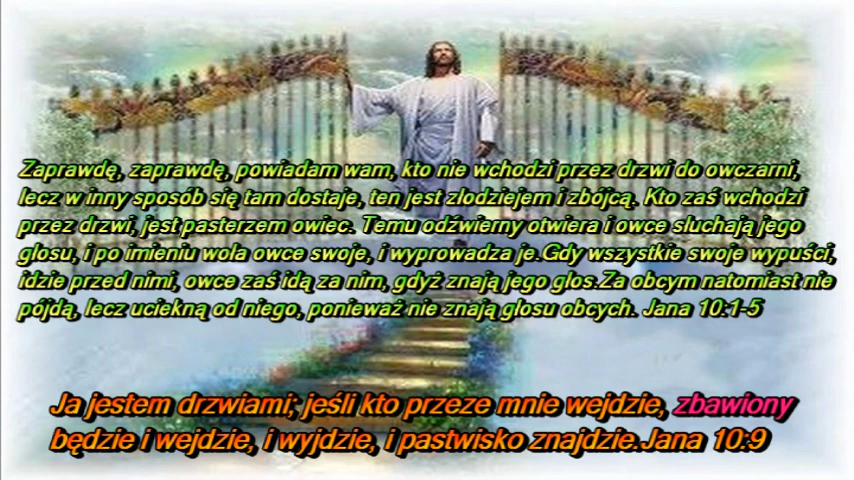 Zaprawdę, zaprawdę, powiadam wam, kto nie wchodzi przez drzwi do owczarni,
lecz w inny sposób się tam dostaje, ten jest złodziejem i zbójcą. Kto zaś wchodzi
przez drzwi, jest pasterzem owiec. Temu odźwierny otwiera i owce słuchają jego
głosu, i po imieniu woła owce swoje, i wyprowadza je.Gdy wszystkie swoje wypuści,
idzie przed nimi, owce zaś idą za nim, gdyż znają jego głos.Za obcym natomiast nie
pójdą, lecz uciekną od niego, ponieważ nie znają głosu obcych. Jana 10:1-5
Ja jestem drzwiami; jeśli kto przeze mnie wejdzie, zbawiony
będzie i wejdzie, i wyjdzie, i pastwisko znajdzie.Jana 10:9